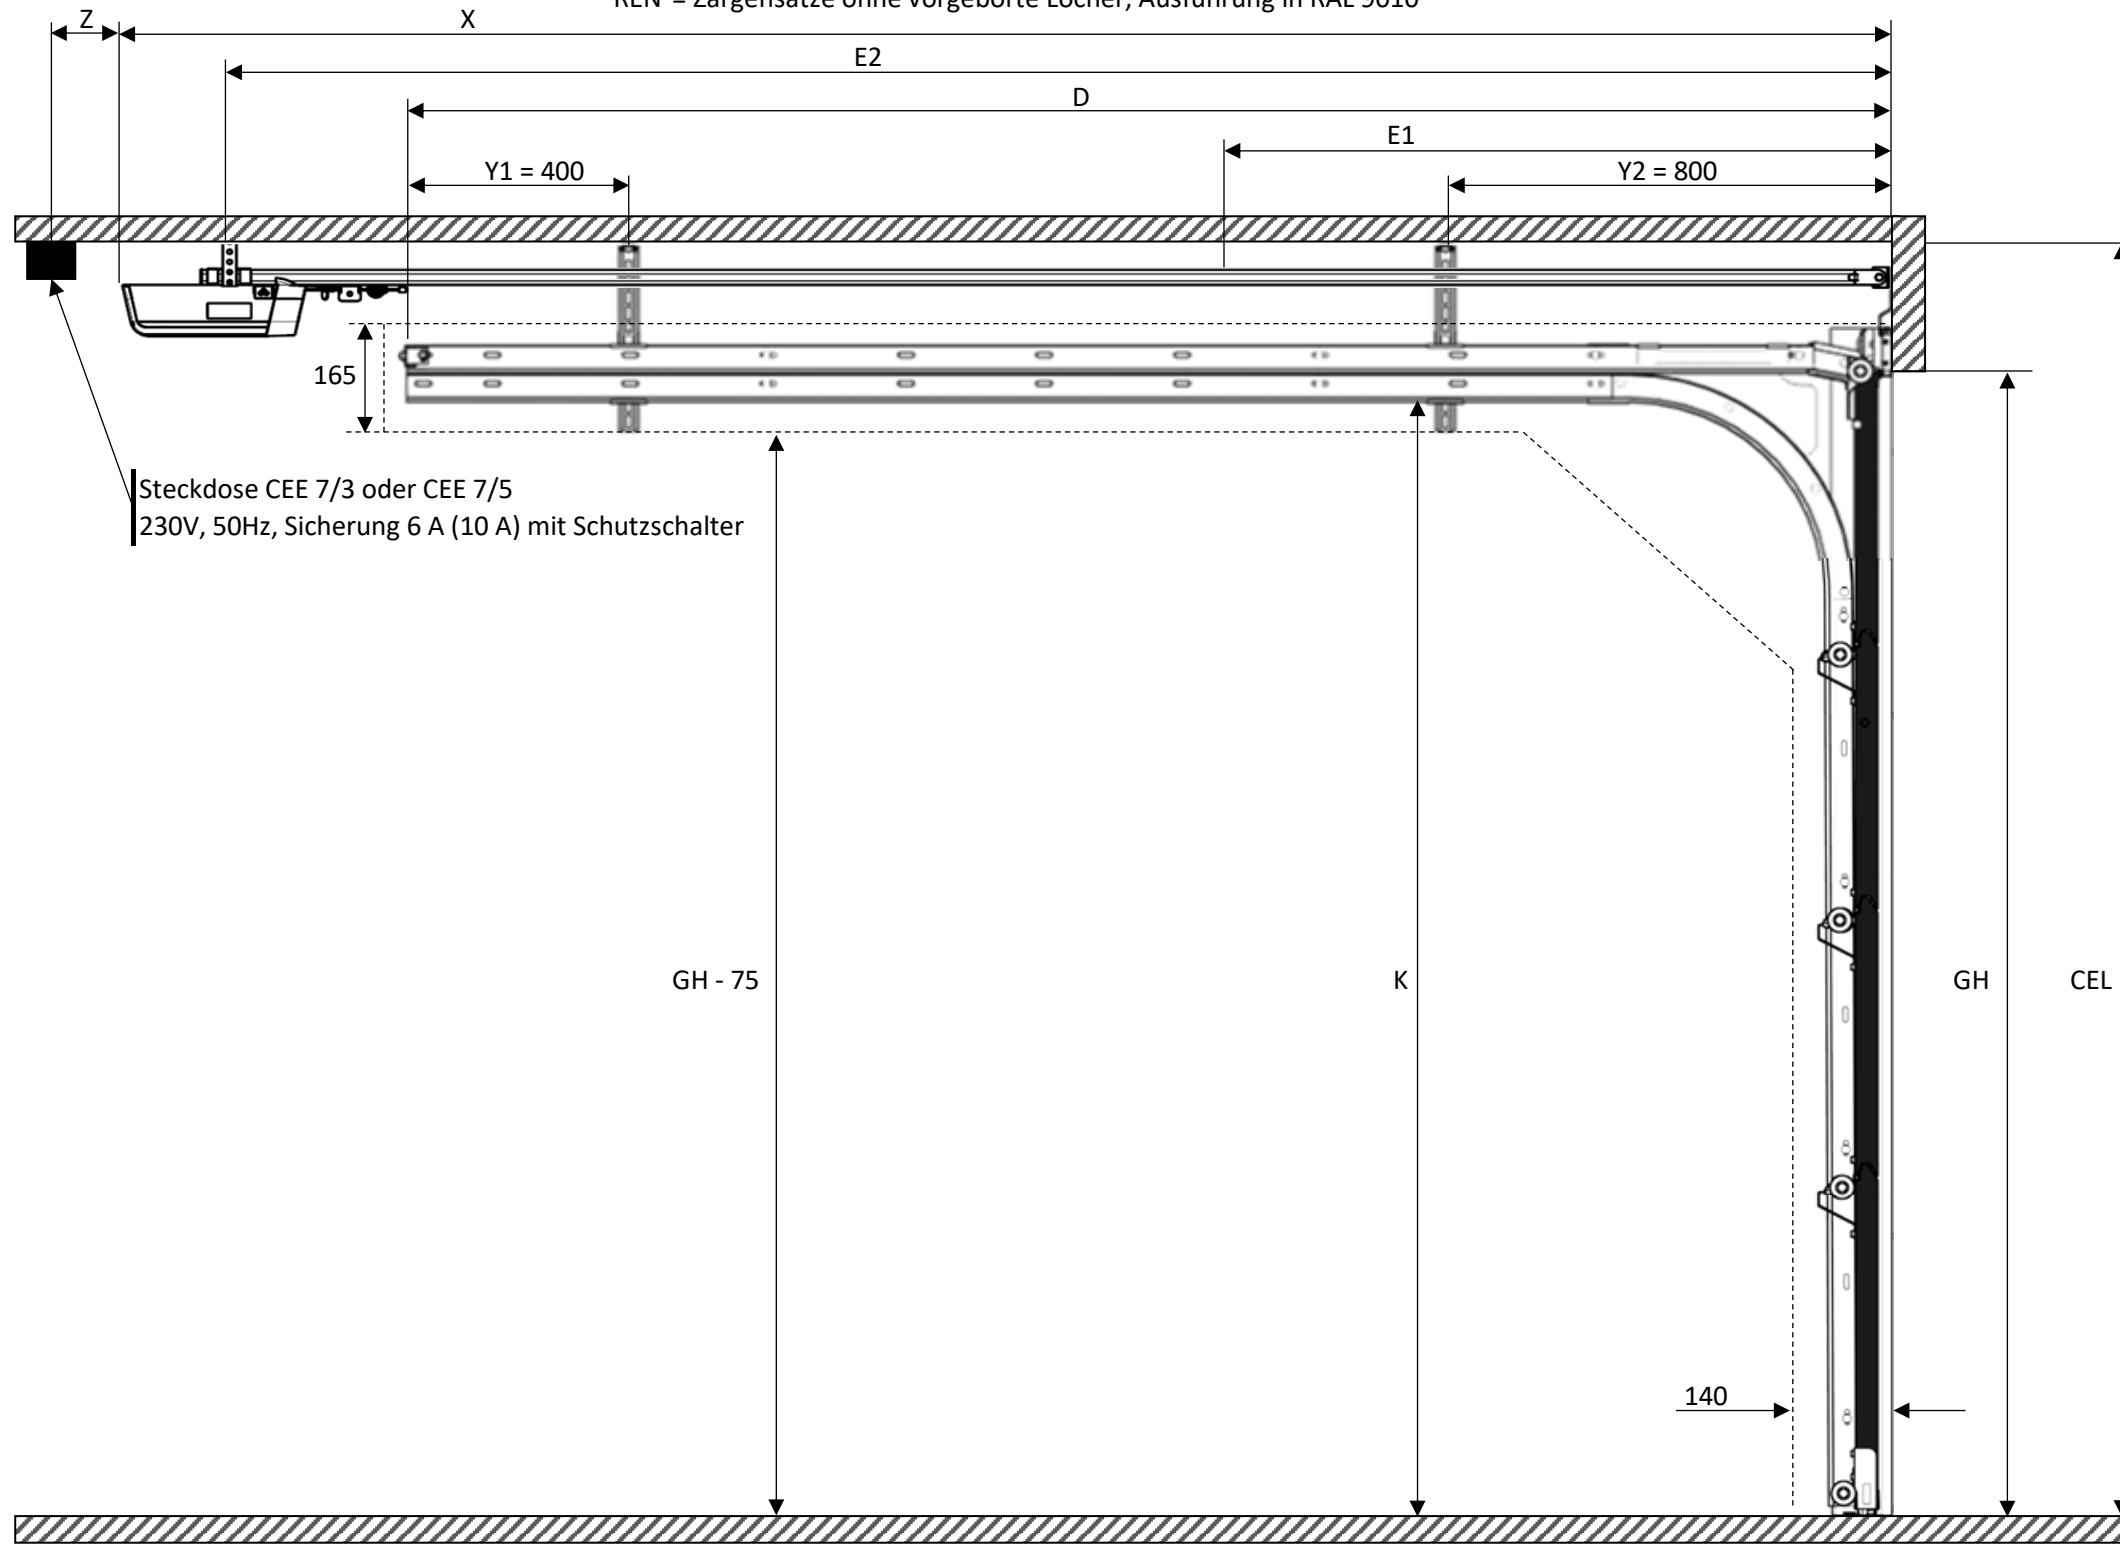 REN = Zargensätze ohne vorgeborte Löcher, Ausführung in RAL 9010
Z
X
E2
D
E1
Y1 = 400
Y2 = 800
165
Steckdose CEE 7/3 oder CEE 7/5
230V, 50Hz, Sicherung 6 A (10 A) mit Schutzschalter
GH - 75
K
GH
CEL
140